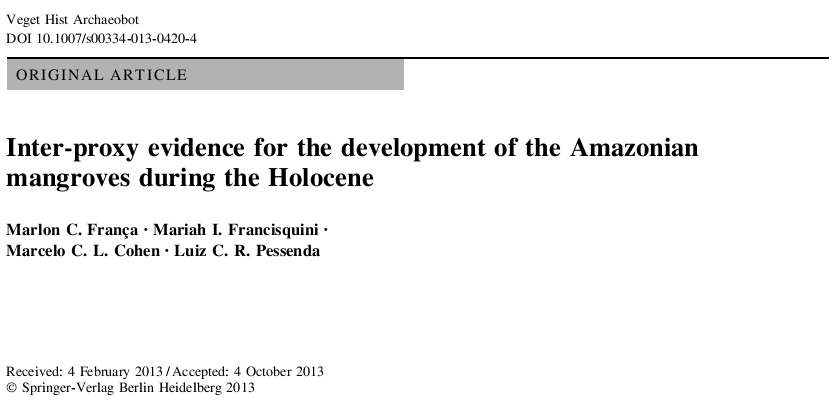 Veget Hist Archaeobot
DOI 10.1007/s00334-013-0420-4
ORIGINAL ARTICLE
Inter-proxy evidence for the development of the Amazonian
mangroves during the Holocene
Marlon C. França · Mariah I. Francisquini ·
Marcelo C. L. Cohen · Luiz C. R. Pessenda
Received: 4 February 2013 / Accepted: 4 October 2013
© Springer-Verlag Berlin Heidelberg 2013